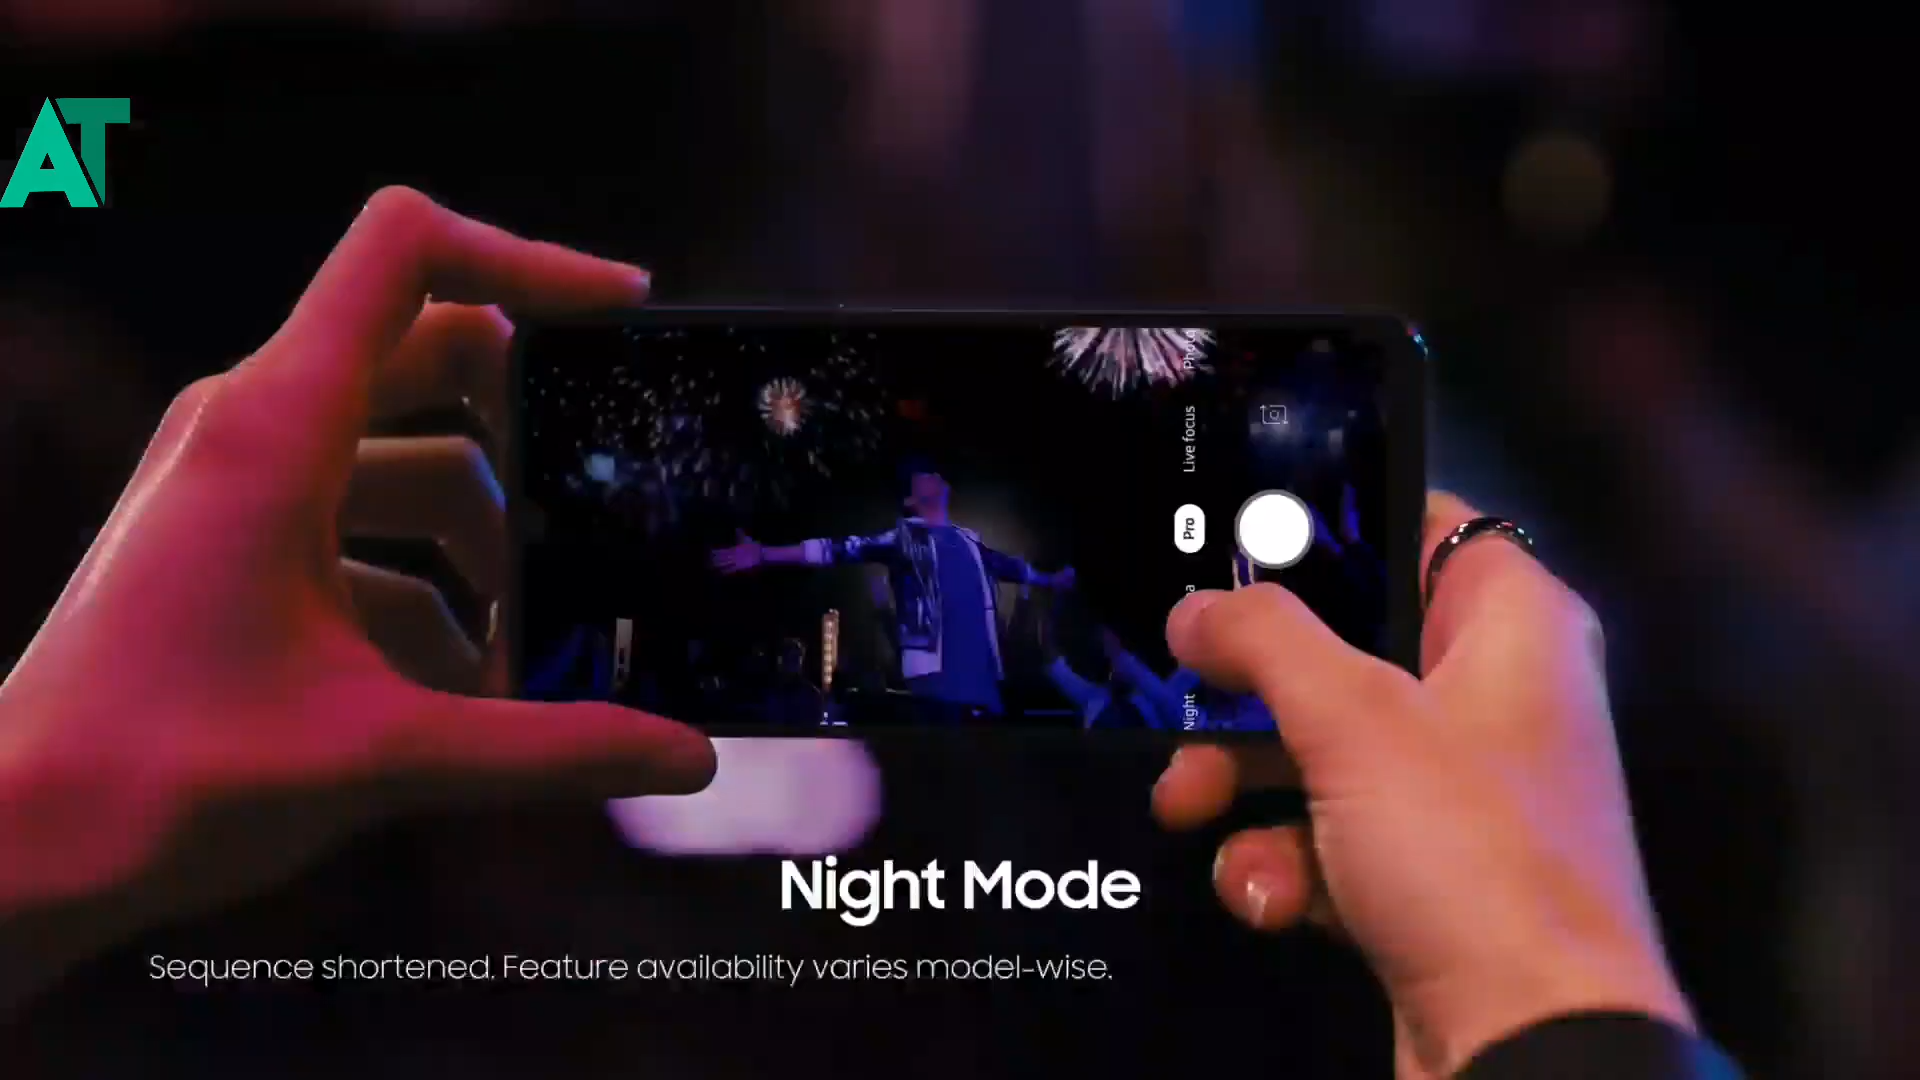 AT
Photo
Live focus
Pro
Night
Night Mode
Sequence shortened. Feature availability varies model-wise.